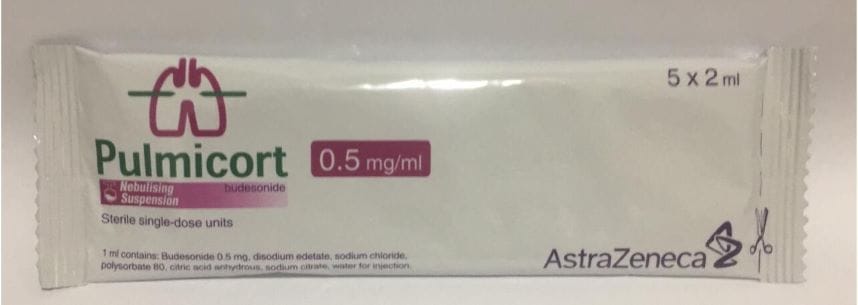 5 x 2 ml
Pulmicort 0.5 mg/ml
Nebulising budesonide
Suspension
Sterile single-dose units
1 ml contains: Budesonide 0.5 mg, disodium edetate, sodium chloride,
polysorbate 80, citric acid anhydrous, sodium citrate, water for injection.
AstraZeneca